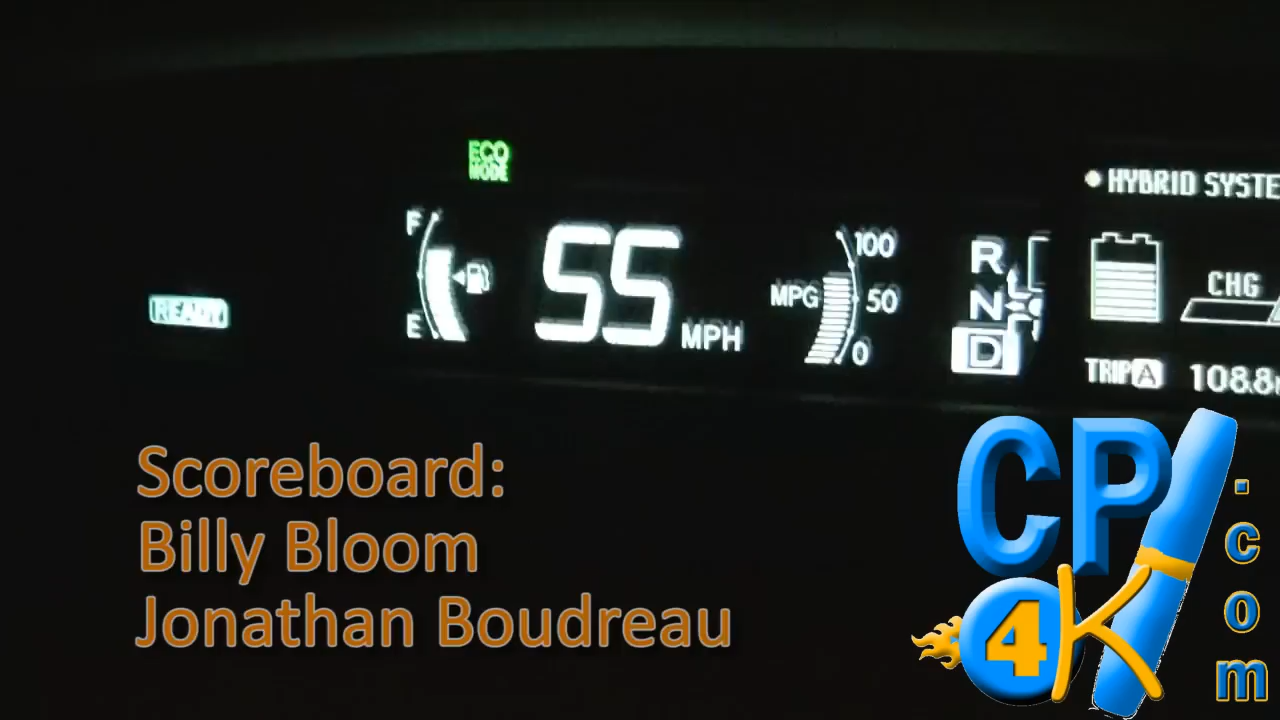 ECO
MODE
READY
F
E
55 MPH
MPG
100
50
0
R
N
D
HYBRID SYSTE
CHG
TRIP A 108.8
Scoreboard:
Billy Bloom
Jonathan Boudreau
CP
4K
.com